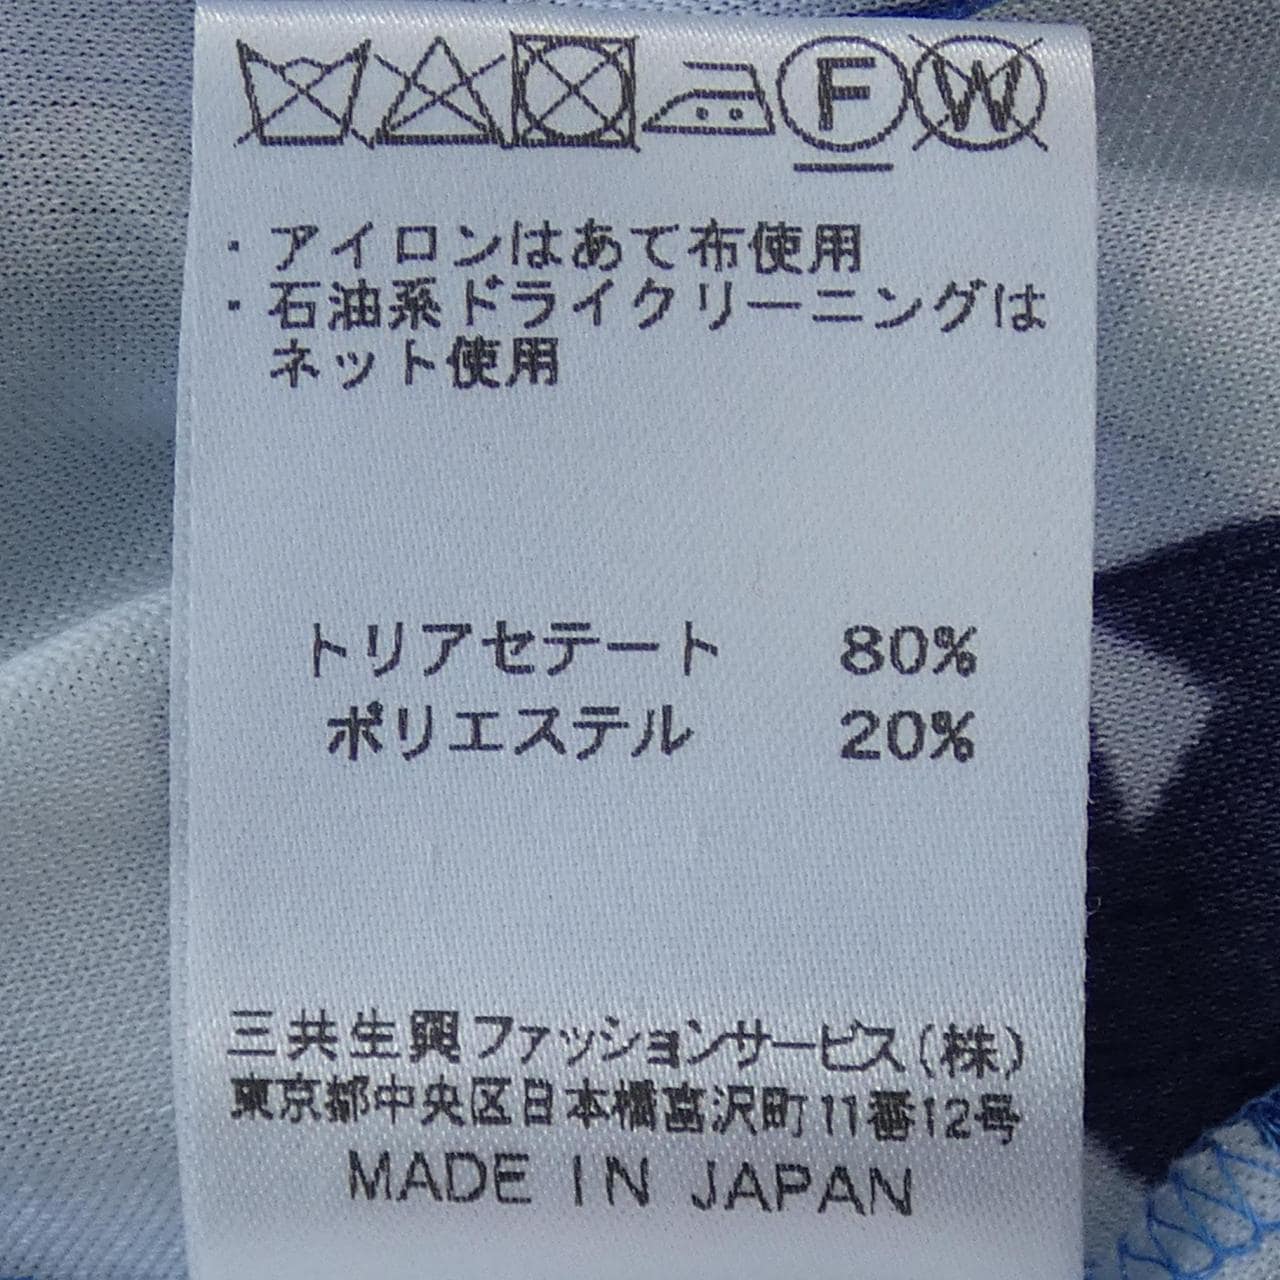 F W
・アイロンはあて布使用
・石油系ドライクリーニングは
ネット使用
トリアセテート 80%
ポリエステル 20%
三共生興ファッションサービス(株)
東京都中央区日本橋富沢町11番12号
MADE IN JAPAN